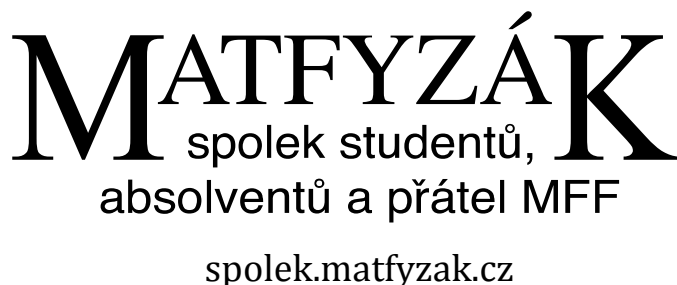 MATFYZÁK
spolek studentů,
absolventů a přátel MFF
spolek.matfyzak.cz